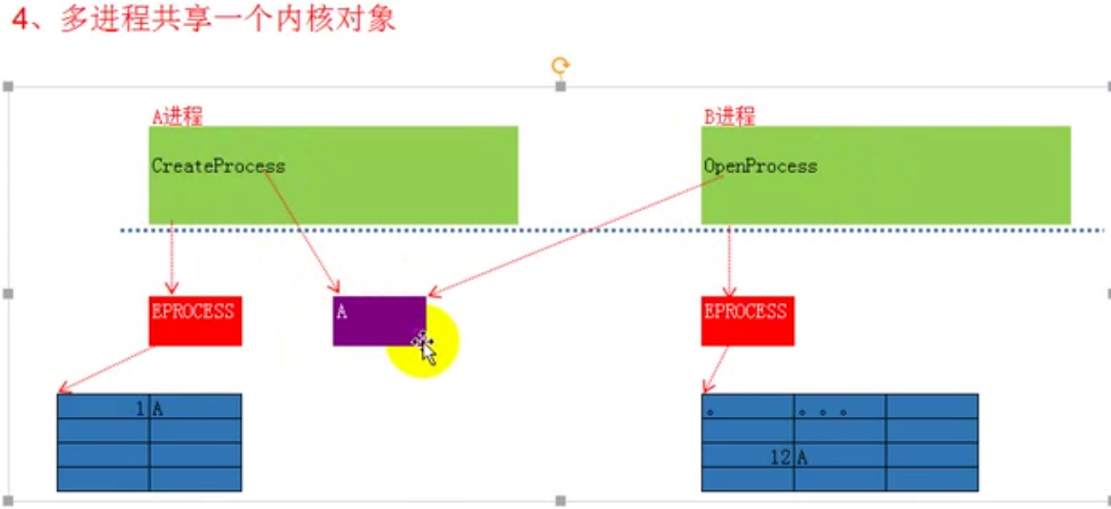 4、多进程共享一个内核对象
A进程
B进程
CreateProcess
OpenProcess
EPROCESS
A
EPROCESS
1 A
。 。。。
12 A